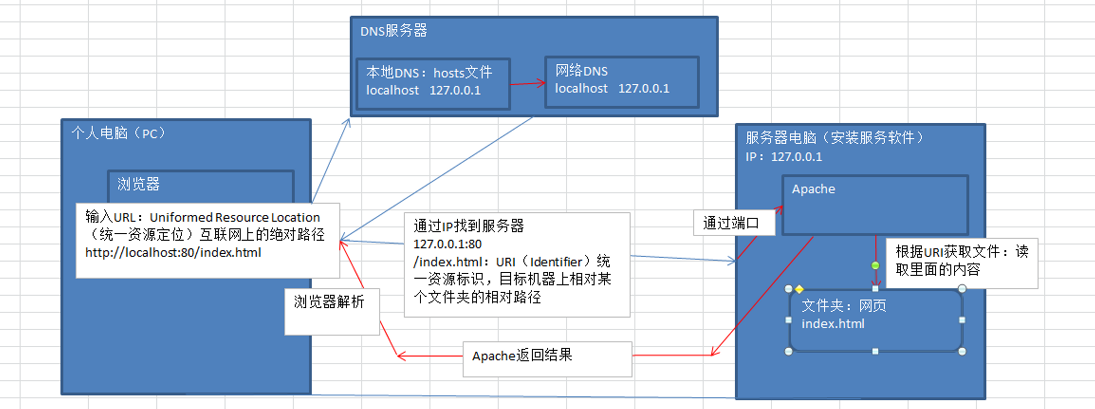 DNS服务器
本地DNS：hosts文件
localhost 127.0.0.1
网络DNS
localhost 127.0.0.1
个人电脑（PC）
浏览器
输入URL：Uniformed Resource Location
（统一资源定位）互联网上的绝对路径
http://localhost:80/index.html
浏览器解析
通过IP找到服务器
127.0.0.1:80
/index.html：URI（Identifier）统
一资源标识，目标机器上相对某
个文件夹的相对路径
Apache返回结果
通过端口
服务器电脑（安装服务软件）
IP：127.0.0.1
Apache
根据URI获取文件：读
取里面的内容
文件夹：网页
index.html